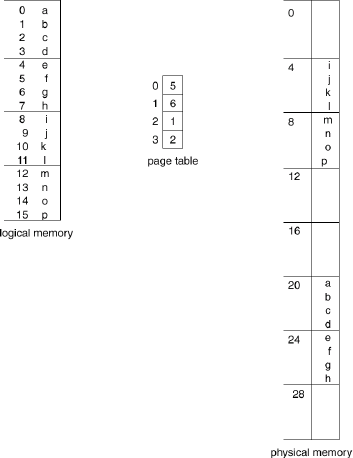 0 a
1 b
2 c
3 d
4 e
5 f
6 g
7 h
8 i
9 j
10 k
11 l
12 m
13 n
14 o
15 p
logical memory
0 5
1 6
2 1
3 2
page table
0
4 i
j
k
l
8 m
n
o
p
12
16
20 a
b
c
d
24 e
f
g
h
28
physical memory